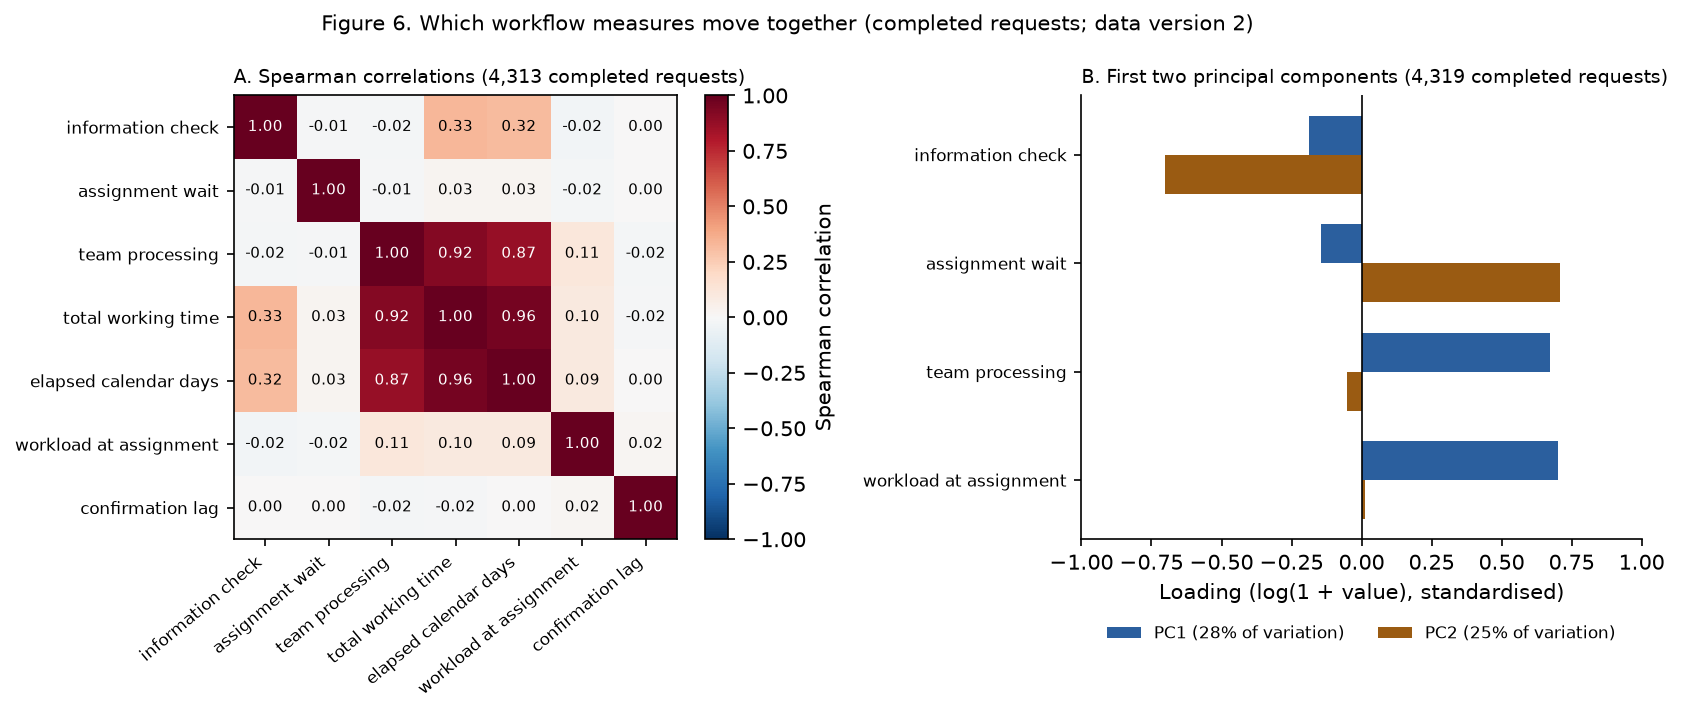 Figure 6. Which workflow measures move together (completed requests; data version 2)
A. Spearman correlations (4,313 completed requests)
information check 1.00 -0.01 -0.02 0.33 0.32 -0.02 0.00
assignment wait -0.01 1.00 -0.01 0.03 0.03 -0.02 0.00
team processing -0.02 -0.01 1.00 0.92 0.87 0.11 -0.02
total working time 0.33 0.03 0.92 1.00 0.96 0.10 -0.02
elapsed calendar days 0.32 0.03 0.87 0.96 1.00 0.09 0.00
workload at assignment -0.02 -0.02 0.11 0.10 0.09 1.00 0.02
confirmation lag 0.00 0.00 -0.02 -0.02 0.00 0.02 1.00
information check
assignment wait
team processing
total working time
elapsed calendar days
workload at assignment
confirmation lag
1.00
0.75
0.50
0.25
0.00
−0.25
−0.50
−0.75
−1.00
Spearman correlation
B. First two principal components (4,319 completed requests)
information check
assignment wait
team processing
workload at assignment
−1.00 −0.75 −0.50 −0.25 0.00 0.25 0.50 0.75 1.00
Loading (log(1 + value), standardised)
PC1 (28% of variation) PC2 (25% of variation)